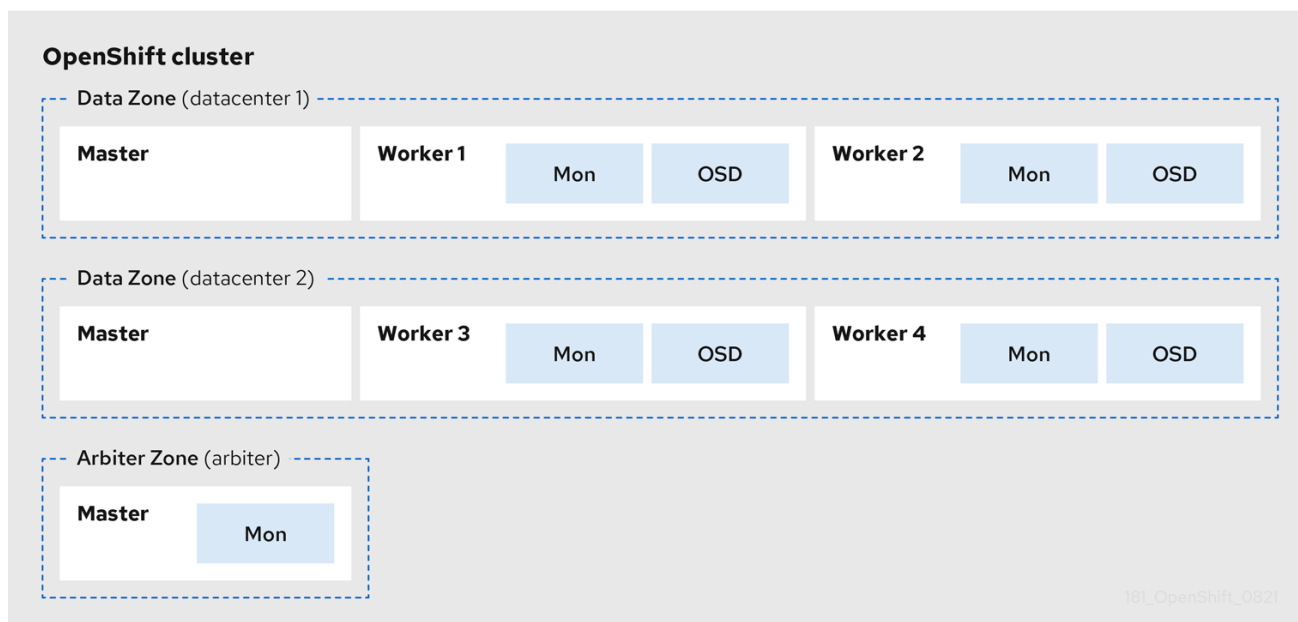 OpenShift cluster
Data Zone (datacenter 1)
Master
Worker 1
Mon
OSD
Worker 2
Mon
OSD
Data Zone (datacenter 2)
Master
Worker 3
Mon
OSD
Worker 4
Mon
OSD
Arbiter Zone (arbiter)
Master
Mon
181_OpenShift_0821